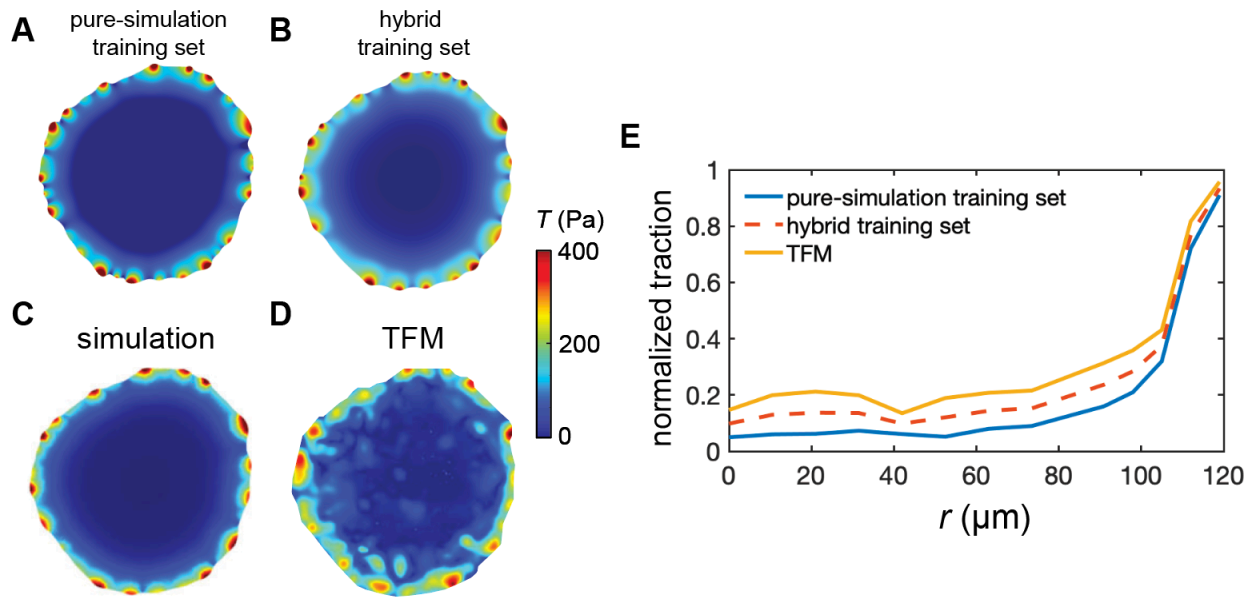 A
pure-simulation
training set
B
hybrid
training set
T (Pa)
400
200
0
C
simulation
D
TFM
E
normalized traction
1
0.8
0.6
0.4
0.2
0
pure-simulation training set
hybrid training set
TFM
0
20
40
60
80
100
120
r (μm)